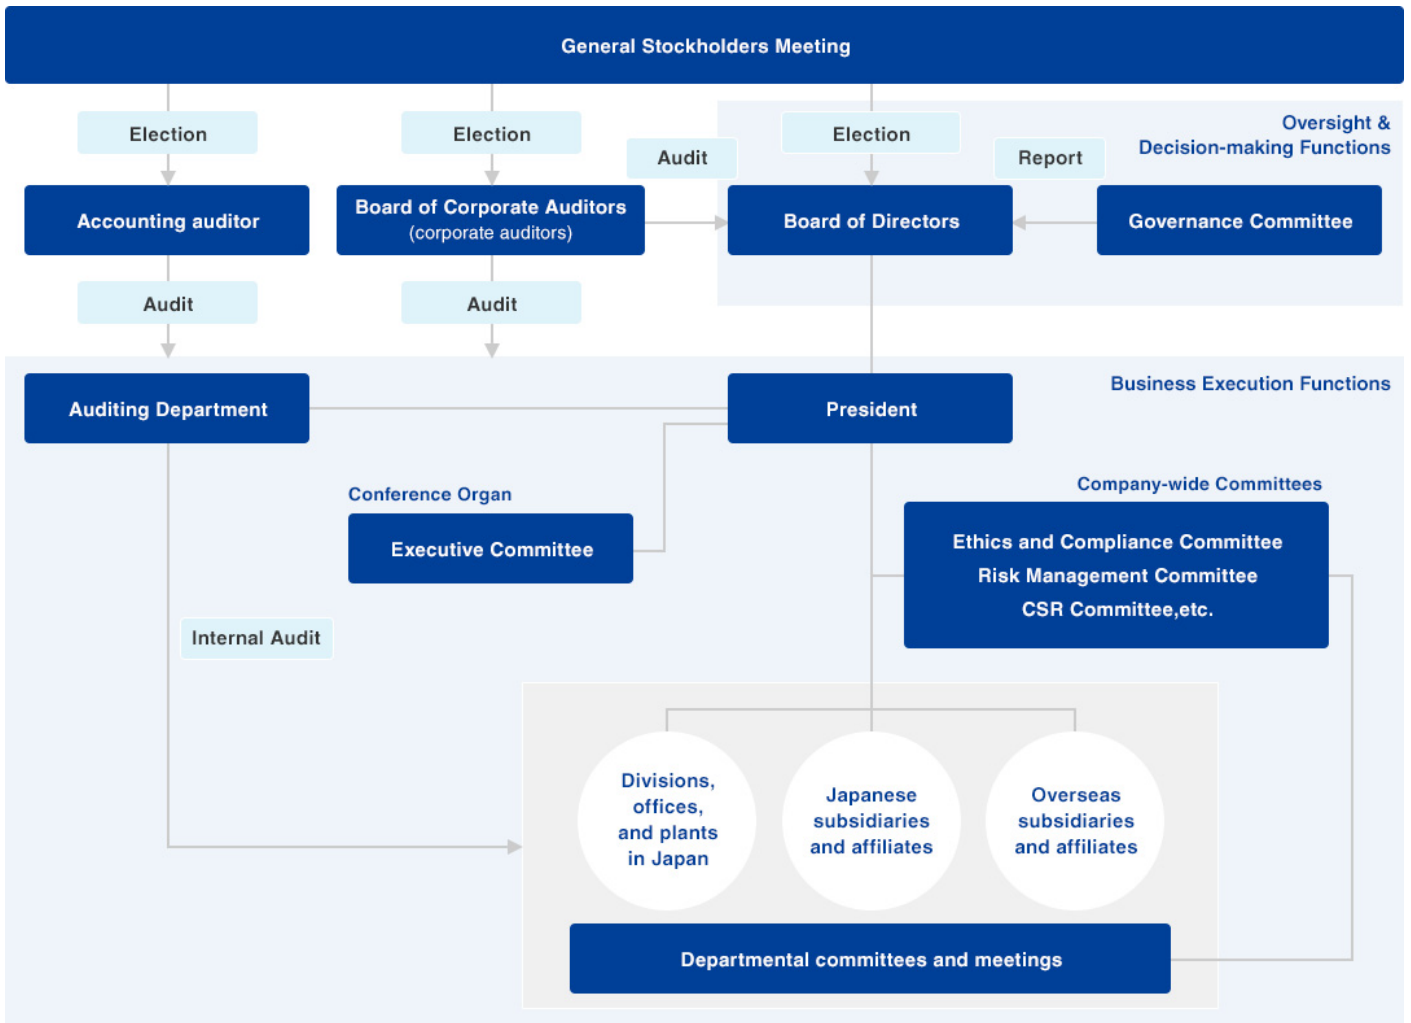 General Stockholders Meeting
Election
Election
Election
Oversight &
Decision-making Functions
Audit
Report
Accounting auditor
Board of Corporate Auditors
(corporate auditors)
Board of Directors
Governance Committee
Audit
Audit
Business Execution Functions
Auditing Department
President
Conference Organ
Executive Committee
Company-wide Committees
Ethics and Compliance Committee
Risk Management Committee
CSR Committee,etc.
Internal Audit
Divisions,
offices,
and plants
in Japan
Japanese
subsidiaries
and affiliates
Overseas
subsidiaries
and affiliates
Departmental committees and meetings